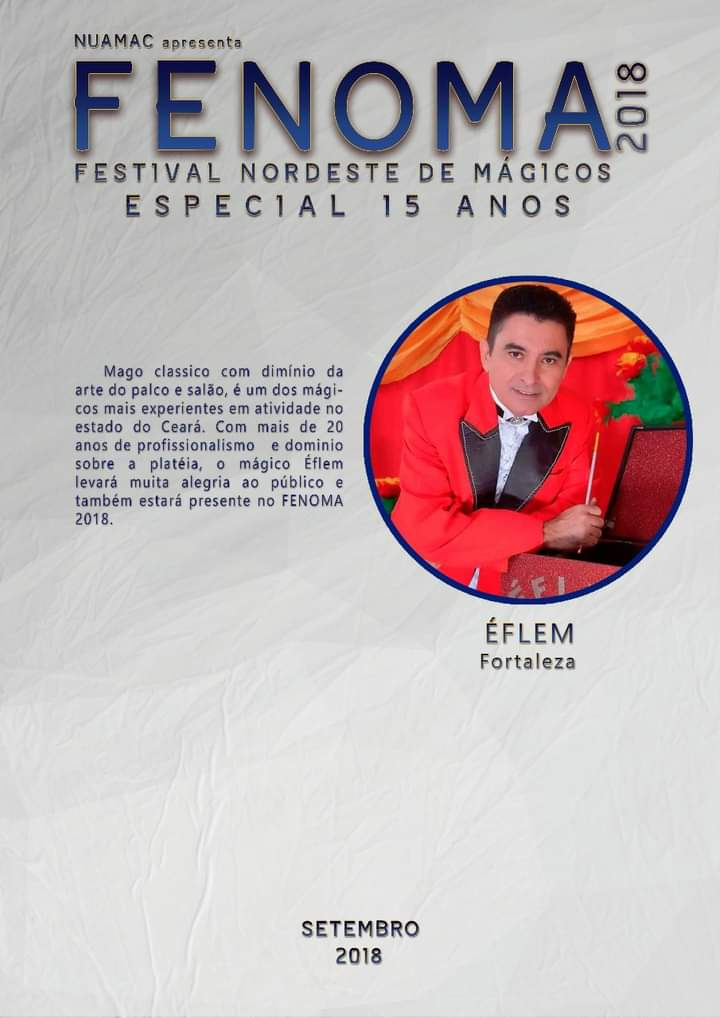 NUAMAC apresenta
FENOMA 2018
FESTIVAL NORDESTE DE MÁGICOS
ESPECIAL 15 ANOS
Mago classico com dimínio da
arte do palco e salão, é um dos mági-
cos mais experientes em atividade no
estado do Ceará. Com mais de 20
anos de profissionalismo e dominio
sobre a platéia, o mágico Éflem
levará muita alegria ao público e
também estará presente no FENOMA
2018.
ÉFL
ÉFLEM
Fortaleza
SETEMBRO
2018